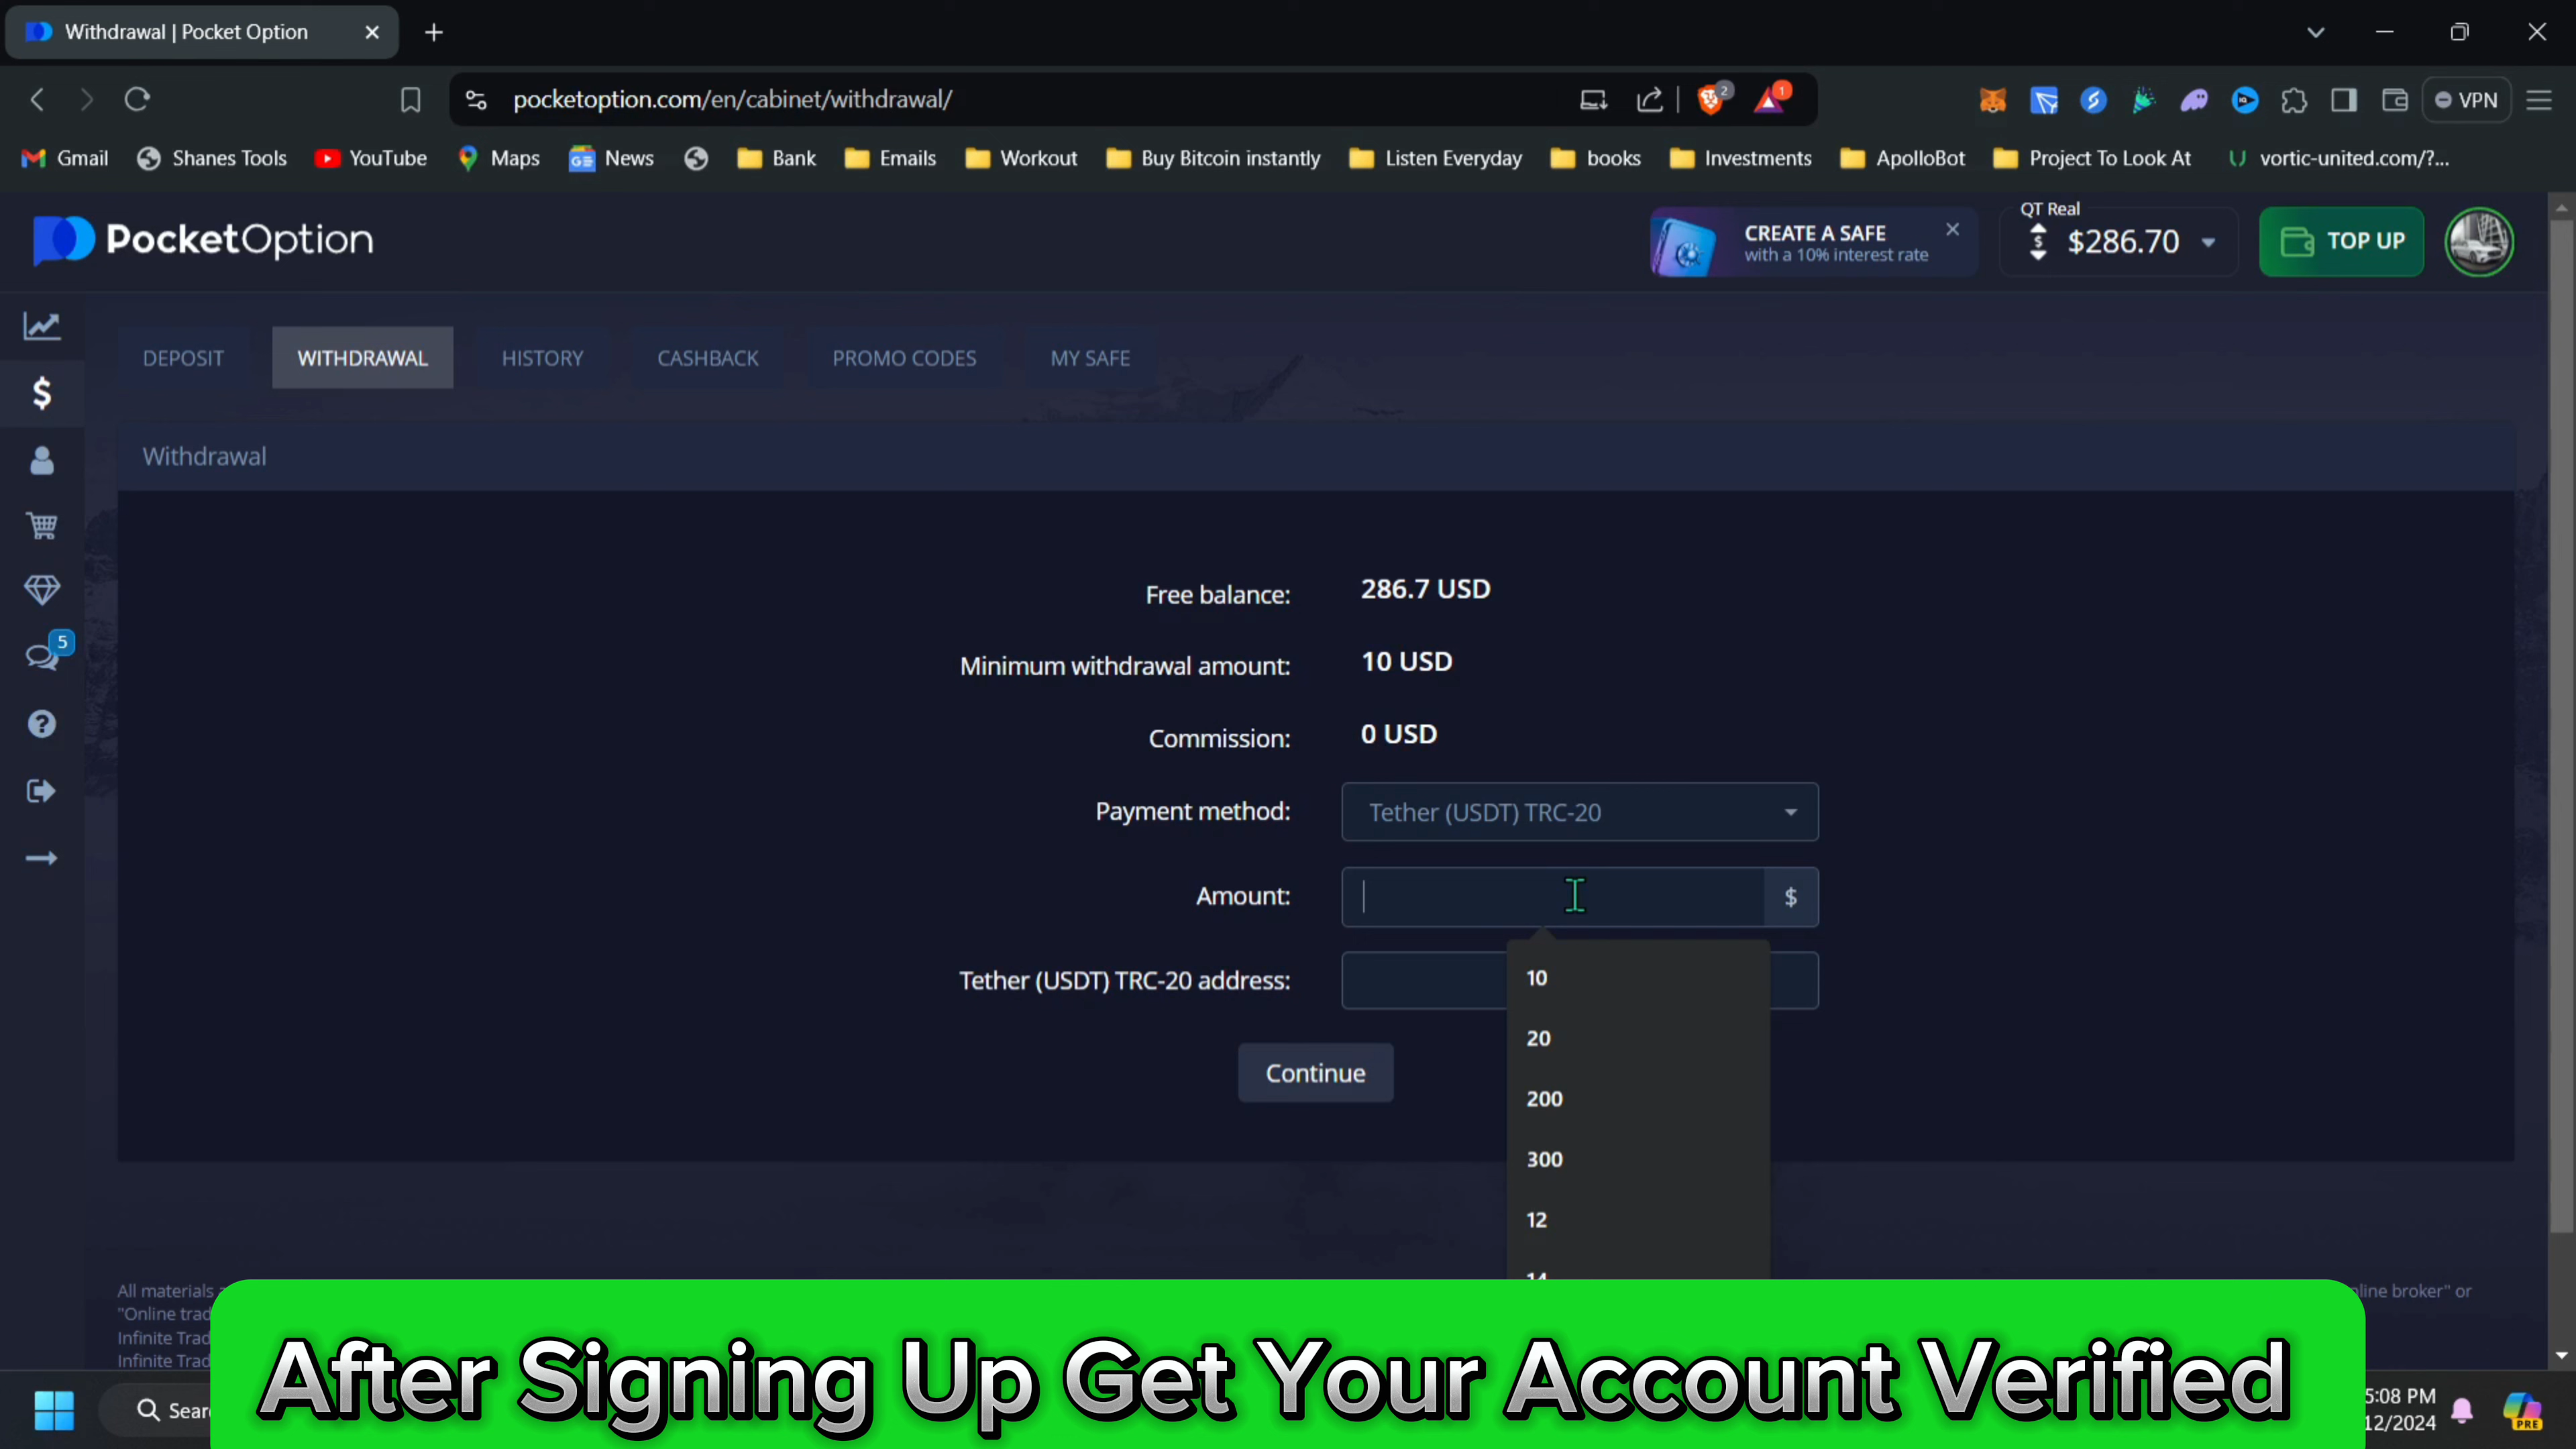 Withdrawal | Pocket Option
pocketoption.com/en/cabinet/withdrawal/
2
1
VPN
Gmail
Shanes Tools
YouTube
Maps
News
Bank
Emails
Workout
Buy Bitcoin instantly
Listen Everyday
books
Investments
ApolloBot
Project To Look At
vortic-united.com/?...
PocketOption
CREATE A SAFE
with a 10% interest rate
QT Real
$286.70
TOP UP
DEPOSIT
WITHDRAWAL
HISTORY
CASHBACK
PROMO CODES
MY SAFE
Withdrawal
Free balance: 286.7 USD
Minimum withdrawal amount: 10 USD
Commission: 0 USD
5
Payment method: Tether (USDT) TRC-20
Amount: $
Tether (USDT) TRC-20 address:
10
20
200
300
12
14
Continue
All materials
"Online
Infinite
Infinite
broker" or
After Signing Up Get Your Account Verified
5:08 PM
12/2024
PRE